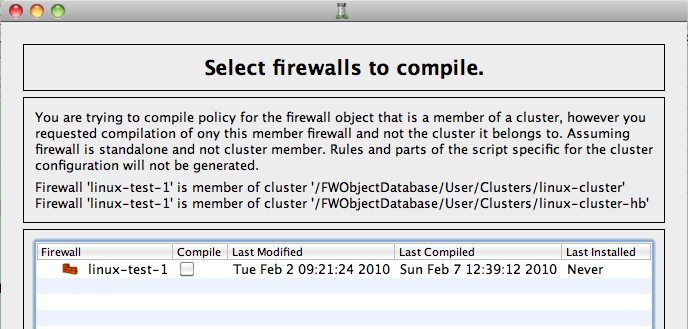 Select firewalls to compile.
You are trying to compile policy for the firewall object that is a member of a cluster, however you
requested compilation of ony this member firewall and not the cluster it belongs to. Assuming
firewall is standalone and not cluster member. Rules and parts of the script specific for the cluster
configuration will not be generated.
Firewall 'linux-test-1' is member of cluster '/FWObjectDatabase/User/Clusters/linux-cluster'
Firewall 'linux-test-1' is member of cluster '/FWObjectDatabase/User/Clusters/linux-cluster-hb'
Firewall Compile Last Modified Last Compiled Last Installed
linux-test-1 Tue Feb 2 09:21:24 2010 Sun Feb 7 12:39:12 2010 Never